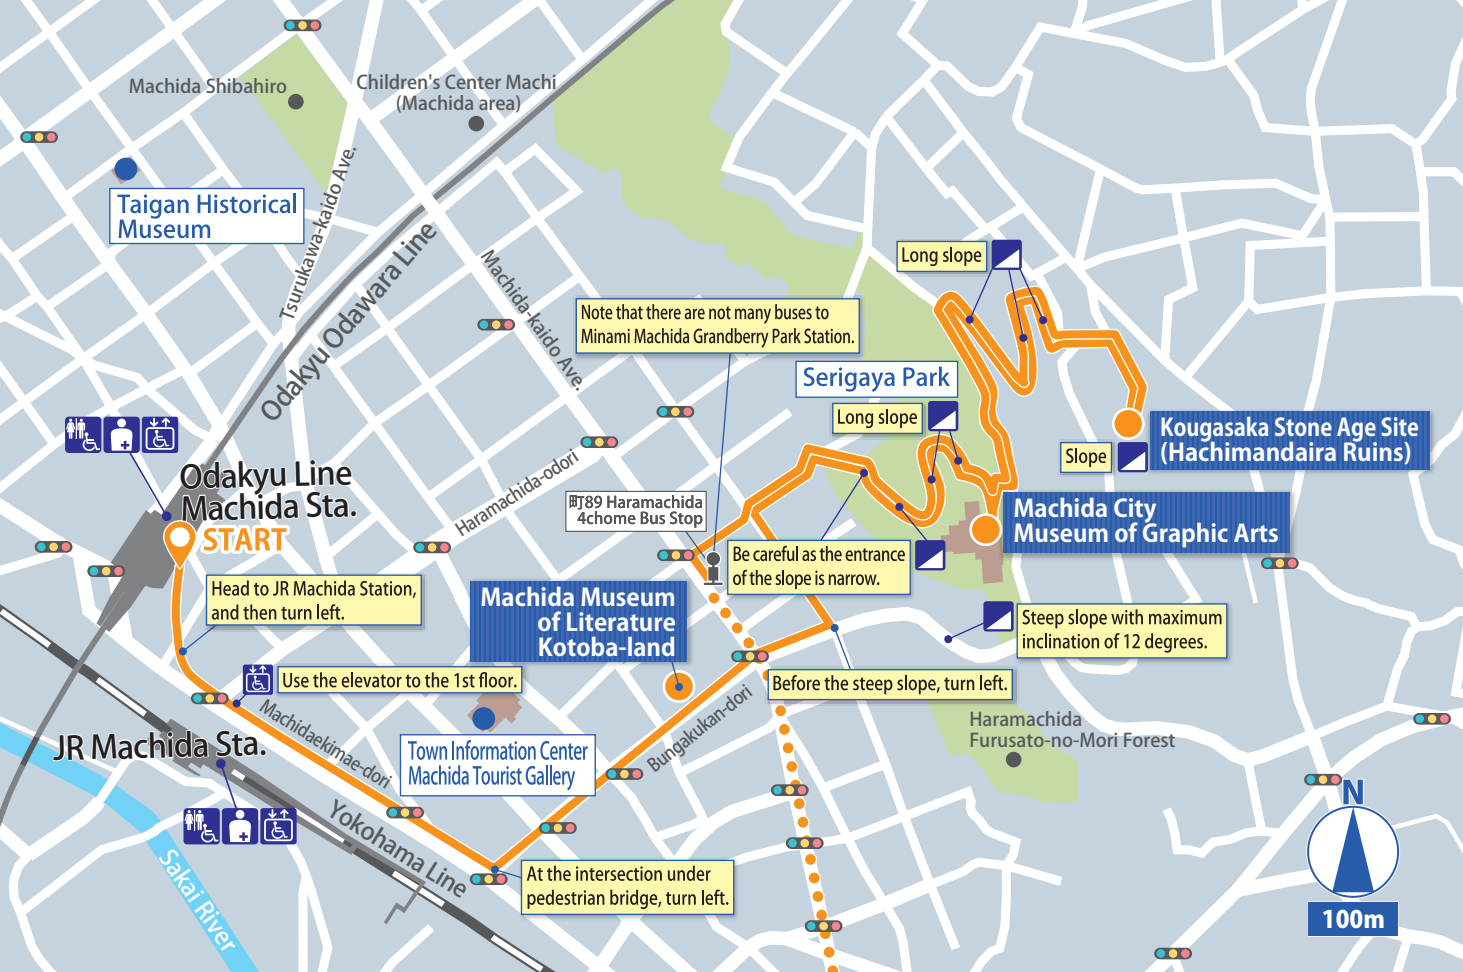 Machida Shibahiro
Children's Center Machi
(Machida area)
Taigan Historical
Museum
Tsurukawa-kaido Ave.
Odakyu Odawara Line
Machida-kaido Ave.
Note that there are not many buses to
Minami Machida Grandberry Park Station.
Long slope
Serigaya Park
Long slope
Kougasaka Stone Age Site
(Hachimandaira Ruins)
Slope
Odakyu Line
Machida Sta.
START
Haramachida-odori
町89 Haramachida
4chome Bus Stop
Machida City
Museum of Graphic Arts
Be careful as the entrance
of the slope is narrow.
Head to JR Machida Station,
and then turn left.
Machida Museum
of Literature
Kotoba-land
Steep slope with maximum
inclination of 12 degrees.
Use the elevator to the 1st floor.
Before the steep slope, turn left.
Machidaekimae-dori
Bungakukan-dori
JR Machida Sta.
Town Information Center
Machida Tourist Gallery
Haramachida
Furusato-no-Mori Forest
Yokohama Line
Sakai River
At the intersection under
pedestrian bridge, turn left.
N
100m